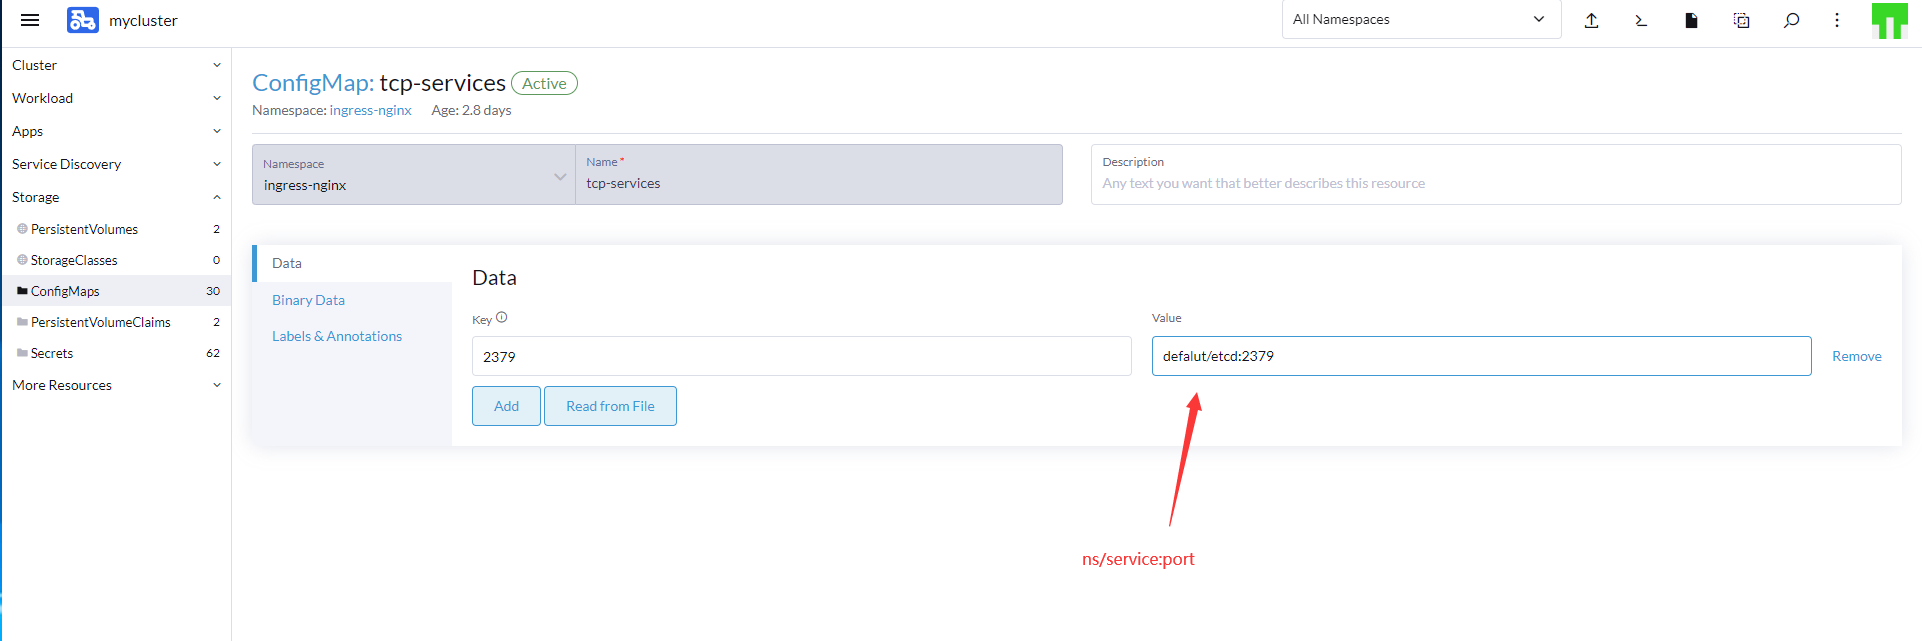 mycluster
All Namespaces
Cluster
Workload
Apps
Service Discovery
Storage
PersistentVolumes 2
StorageClasses 0
ConfigMaps 30
PersistentVolumeClaims 2
Secrets 62
More Resources
ConfigMap: tcp-services Active
Namespace: ingress-nginx Age: 2.8 days
Namespace
ingress-nginx
Name *
tcp-services
Description
Any text you want that better describes this resource
Data
Binary Data
Labels & Annotations
Data
Key
Value
2379
defalut/etcd:2379
Remove
Add
Read from File
ns/service:port